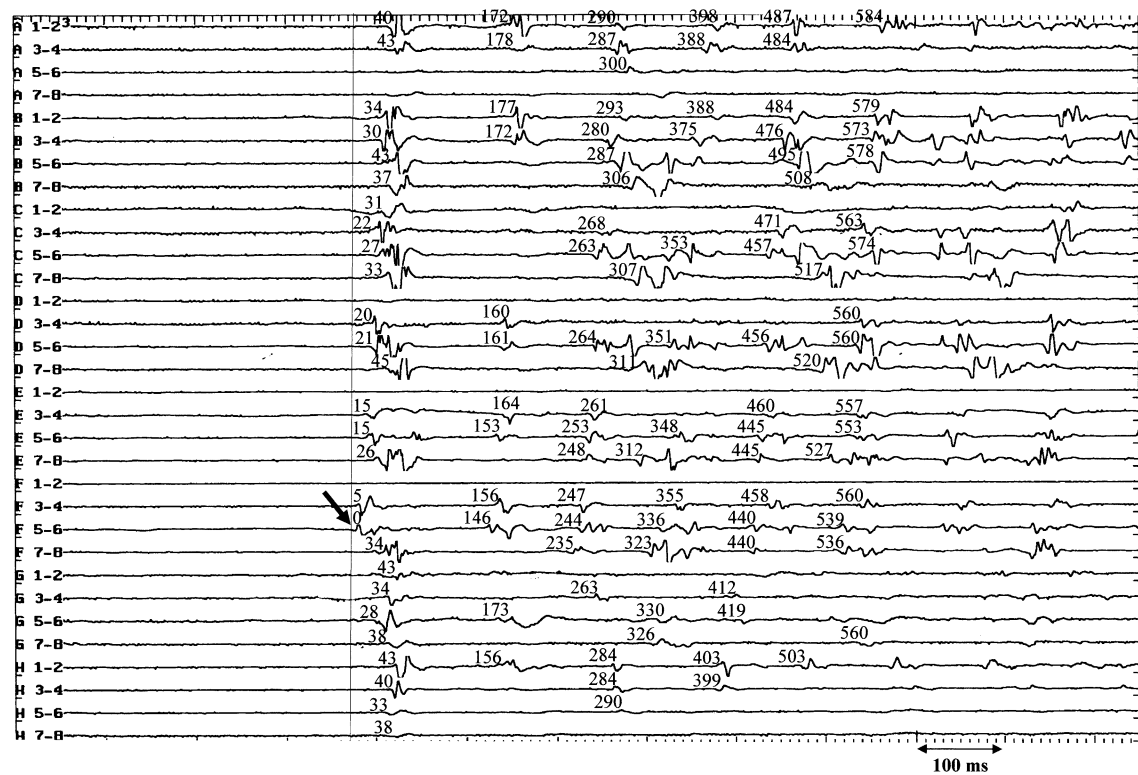 A 1-2 3 40 172 290 398 487 584
A 3-4 43 178 287 388 484
A 5-6 300
A 7-8
B 1-2 34 177 293 388 484 579
B 3-4 30 172 280 375 476 573
B 5-6 43 287 495 578
B 7-8 37 306 508
C 1-2 31
C 3-4 22 268 471 563
C 5-6 27 263 353 457 574
C 7-8 33 307 517
D 1-2
D 3-4 20 160 560
D 5-6 21 161 264 351 456 560
D 7-8 45 311 520
E 1-2
E 3-4 15 164 261 460 557
E 5-6 15 153 253 348 445 553
E 7-8 26 248 312 445 527
F 1-2
F 3-4 5 156 247 355 458 560
F 5-6 0 146 244 336 440 539
F 7-8 34 235 323 440 536
G 1-2 43
G 3-4 34 263 412
G 5-6 28 173 330 419
G 7-8 38 326 560
H 1-2 43 156 284 403 503
H 3-4 40 284 399
H 5-6 33 290
H 7-8 38
100 ms